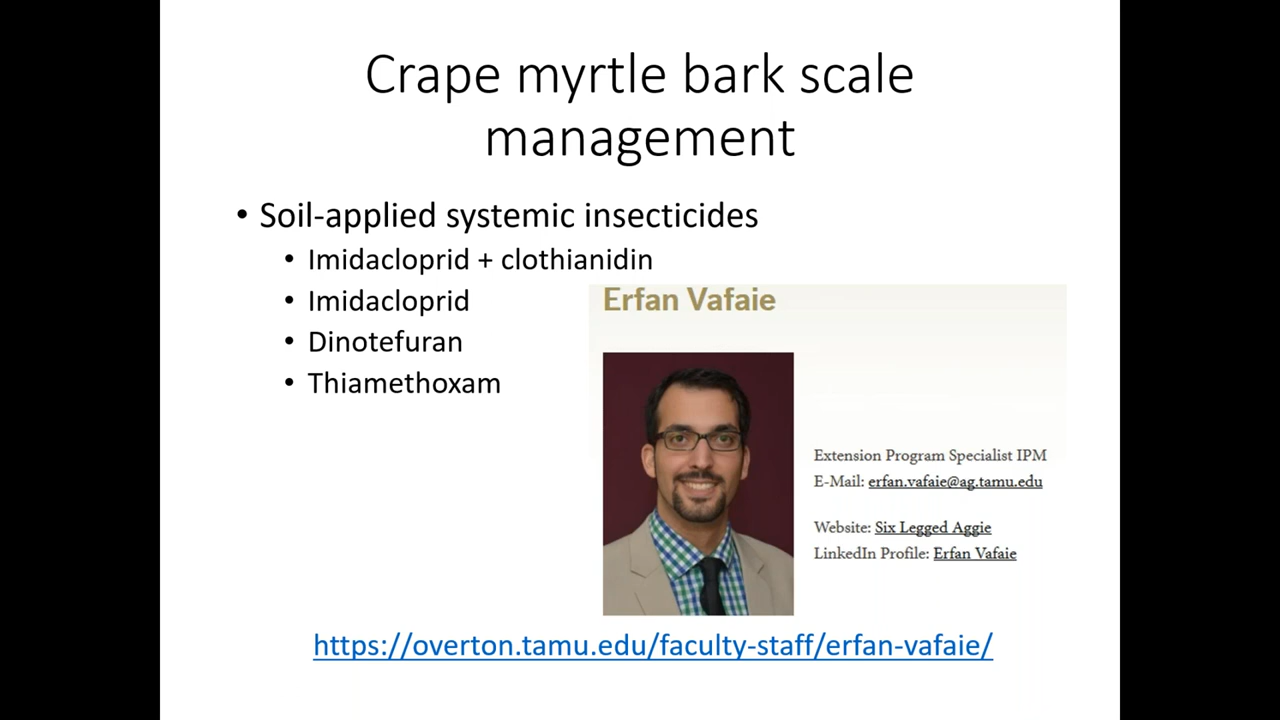 Crape myrtle bark scale
management
• Soil-applied systemic insecticides
• Imidacloprid + clothianidin
• Imidacloprid
• Dinotefuran
• Thiamethoxam
Erfan Vafaie
Extension Program Specialist IPM
E-Mail: erfan.vafaie@ag.tamu.edu
Website: Six Legged Aggie
LinkedIn Profile: Erfan Vafaie
https://overton.tamu.edu/faculty-staff/erfan-vafaie/